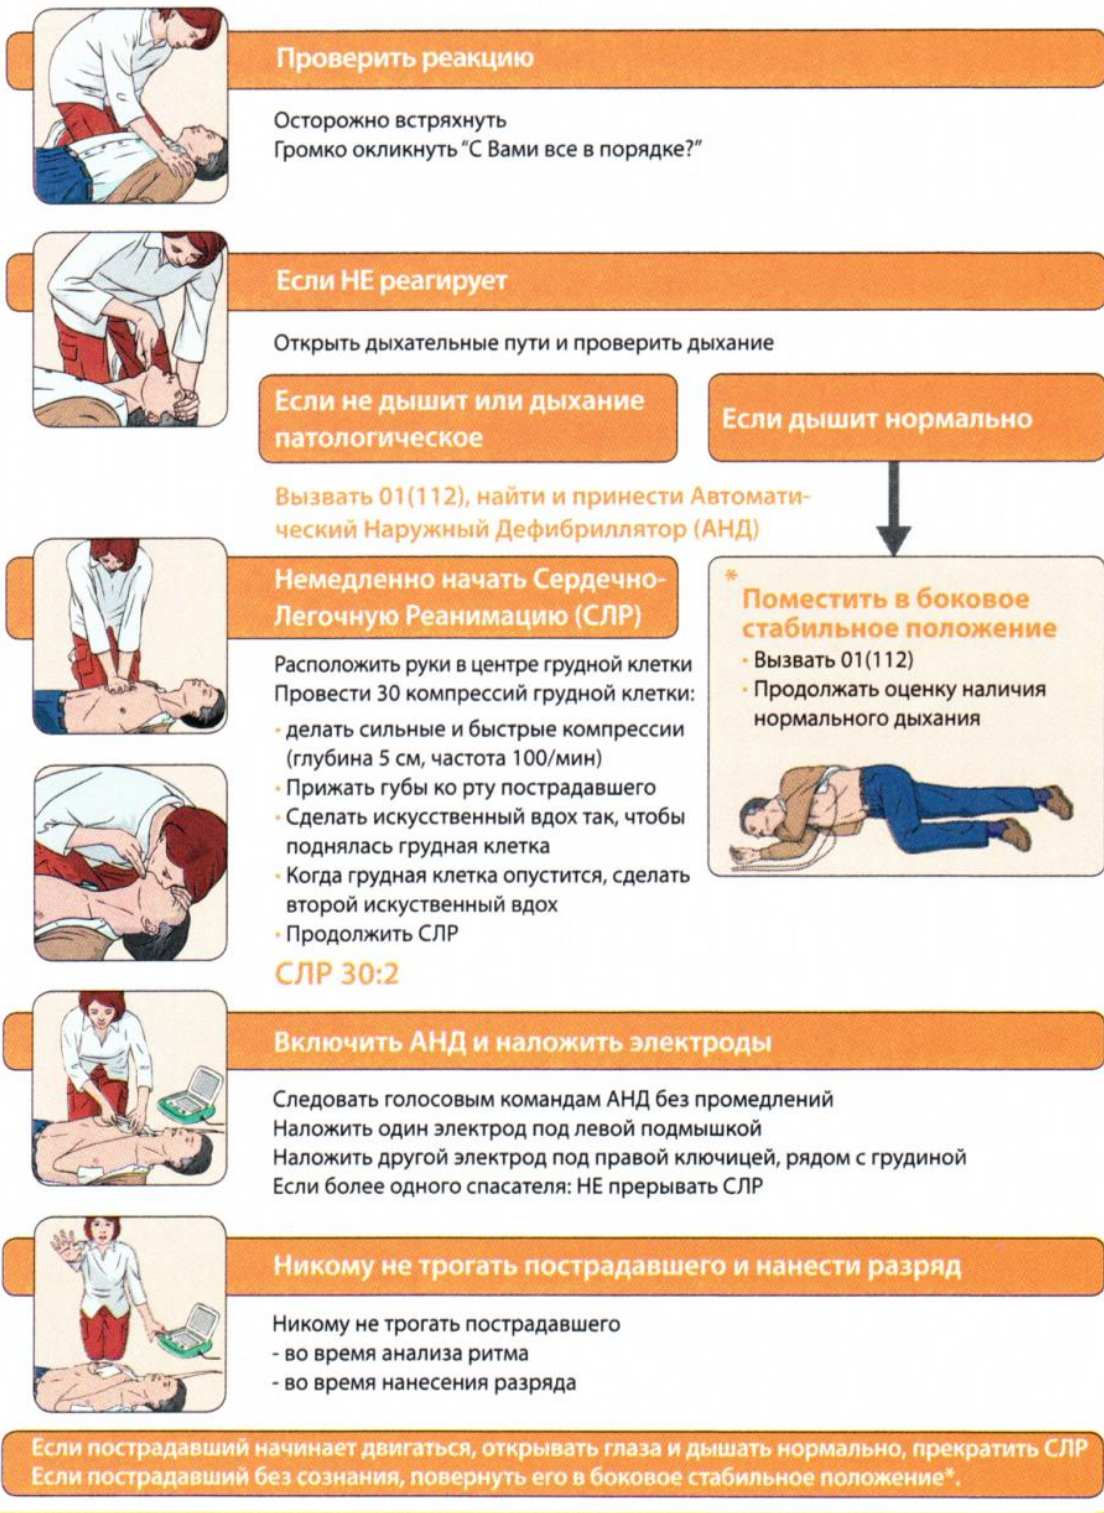 Проверить реакцию
Осторожно встряхнуть
Громко окликнуть “С Вами все в порядке?”
Если НЕ реагирует
Открыть дыхательные пути и проверить дыхание
Если не дышит или дыхание
патологическое
Если дышит нормально
Вызвать 01(112), найти и принести Автомати-
ческий Наружный Дефибриллятор (АНД)
Немедленно начать Сердечно-
Легочную Реанимацию (СЛР)
Расположить руки в центре грудной клетки
Провести 30 компрессий грудной клетки:
· делать сильные и быстрые компрессии
(глубина 5 см, частота 100/мин)
· Прижать губы ко рту пострадавшего
· Сделать искусственный вдох так, чтобы
поднялась грудная клетка
· Когда грудная клетка опустится, сделать
второй искуственный вдох
· Продолжить СЛР
СЛР 30:2
*
Поместить в боковое
стабильное положение
· Вызвать 01(112)
· Продолжать оценку наличия
нормального дыхания
Включить АНД и наложить электроды
Следовать голосовым командам АНД без промедлений
Наложить один электрод под левой подмышкой
Наложить другой электрод под правой ключицей, рядом с грудиной
Если более одного спасателя: НЕ прерывать СЛР
Никому не трогать пострадавшего и нанести разряд
Никому не трогать пострадавшего
- во время анализа ритма
- во время нанесения разряда
Если пострадавший начинает двигаться, открывать глаза и дышать нормально, прекратить СЛР
Если пострадавший без сознания, повернуть его в боковое стабильное положение*.